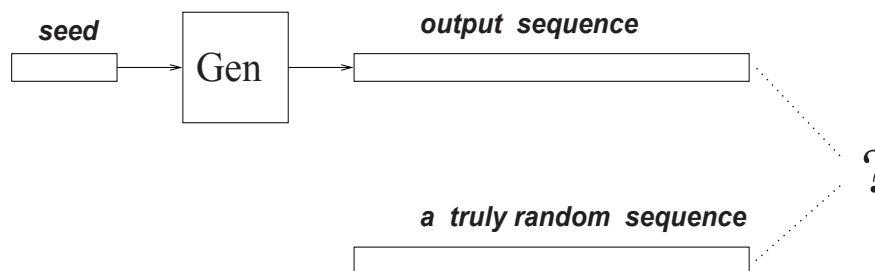 seed
output sequence
Gen
?
a truly random sequence